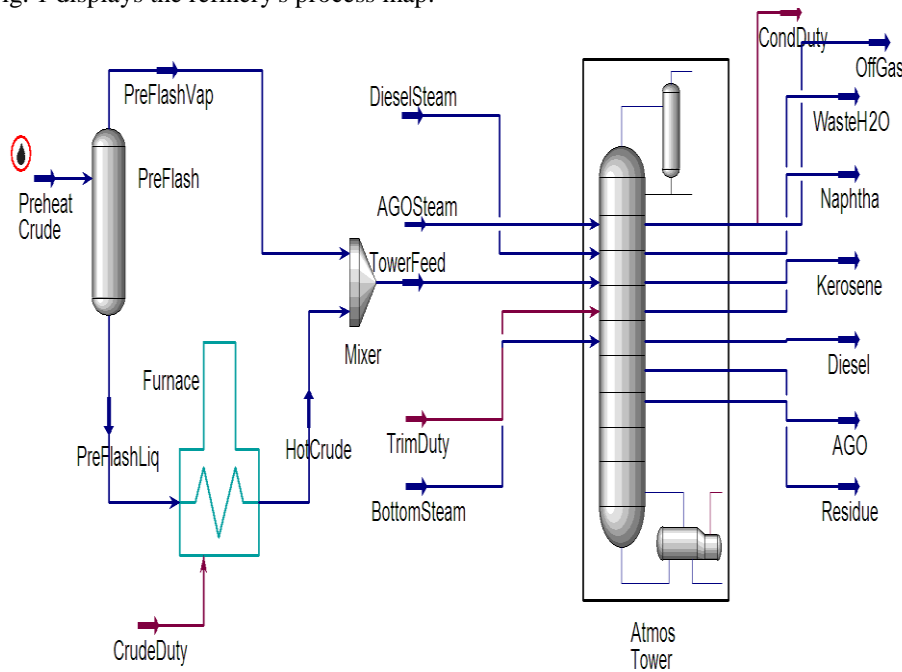 PreFlashVap
PreFlash
Preheat
Crude
DieselSteam
AGOSteam
TowerFeed
Mixer
Furnace
PreFlashLiq
HotCrude
TrimDuty
BottomSteam
CrudeDuty
CondDuty
OffGas
WasteH2O
Naphtha
Kerosene
Diesel
AGO
Residue
Atmos
Tower